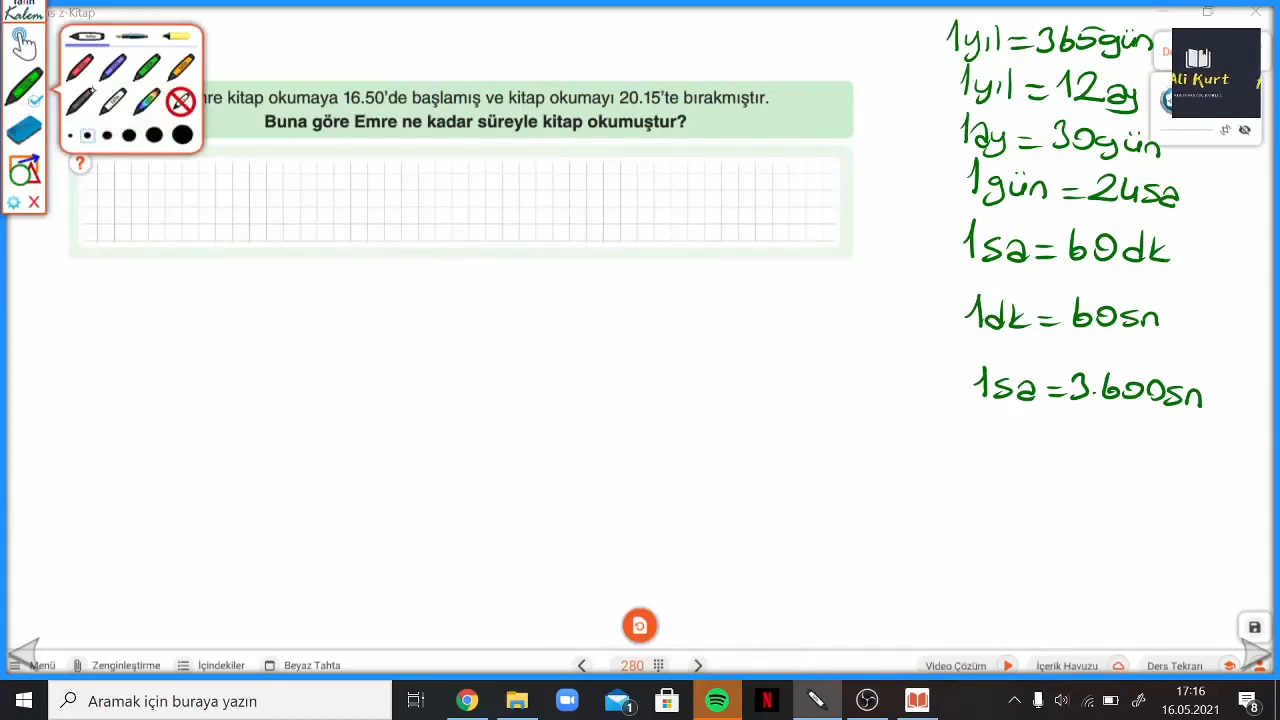 Kalem
z-Kitap
kitap okumaya 16.50'de başlamış ve kitap okumayı 20.15'te bırakmıştır.
Buna göre Emre ne kadar süreyle kitap okumuştur?
?
1yıl = 365gün
1yıl = 12ay
1ay = 30gün
1gün = 24sa
1sa = 60dk
1dk = 60sn
1sa = 3.600sn
Ali Kurt
Menü
Zenginleştirme
İçindekiler
Beyaz Tahta
280
Video Çözüm
İçerik Havuzu
Ders Tekrarı
Aramak için buraya yazın
1
17:16
16.05.2021
8